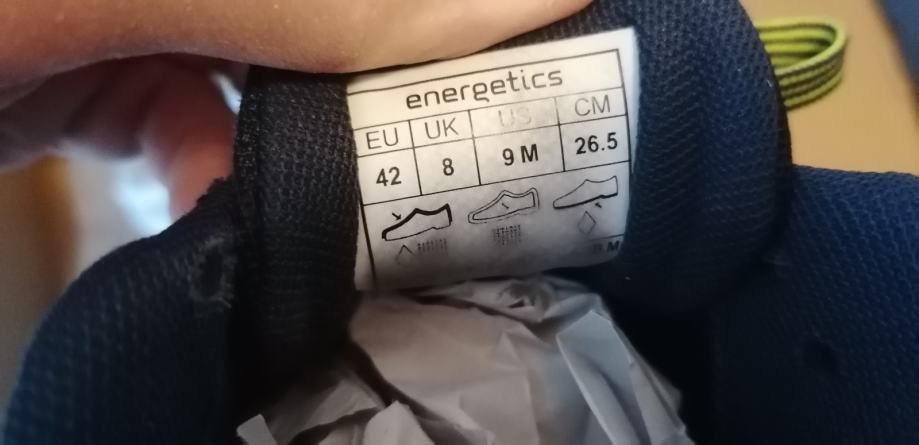 energetics
EU UK US CM
42 8 9 M 26.5